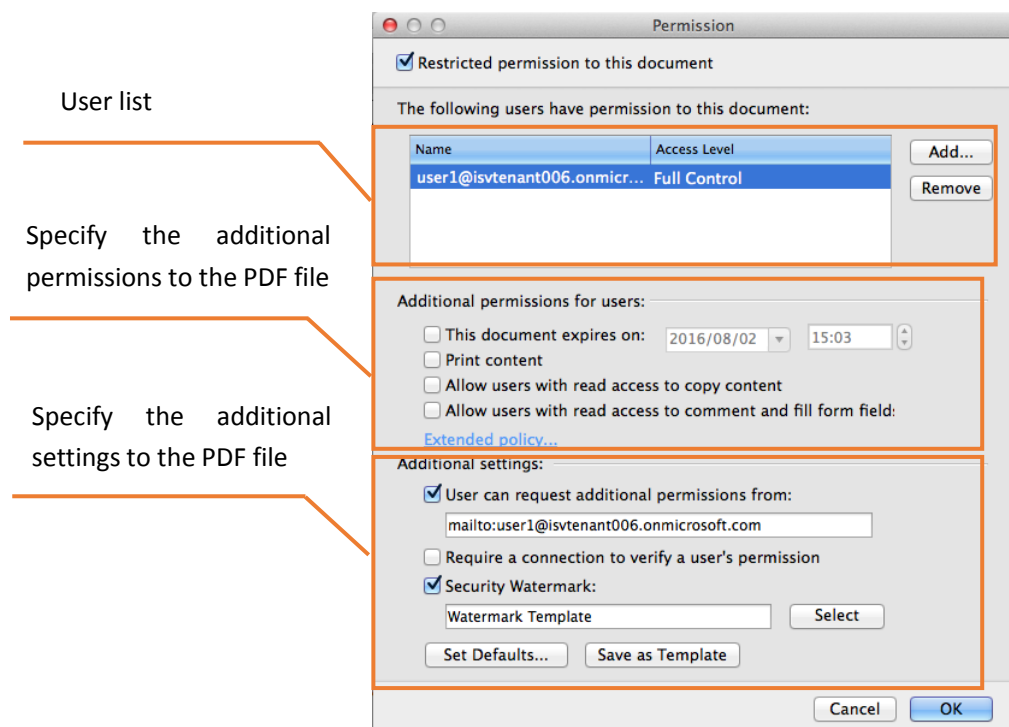 Permission
Restricted permission to this document
User list
The following users have permission to this document:
Name Access Level Add...
user1@isvtenant006.onmicr... Full Control Remove
Specify the additional
permissions to the PDF file
Additional permissions for users:
This document expires on: 2016/08/02 15:03
Print content
Allow users with read access to copy content
Allow users with read access to comment and fill form field:
Extended policy...
Specify the additional
settings to the PDF file
Additional settings:
User can request additional permissions from:
mailto:user1@isvtenant006.onmicrosoft.com
Require a connection to verify a user's permission
Security Watermark:
Watermark Template Select
Set Defaults... Save as Template
Cancel OK